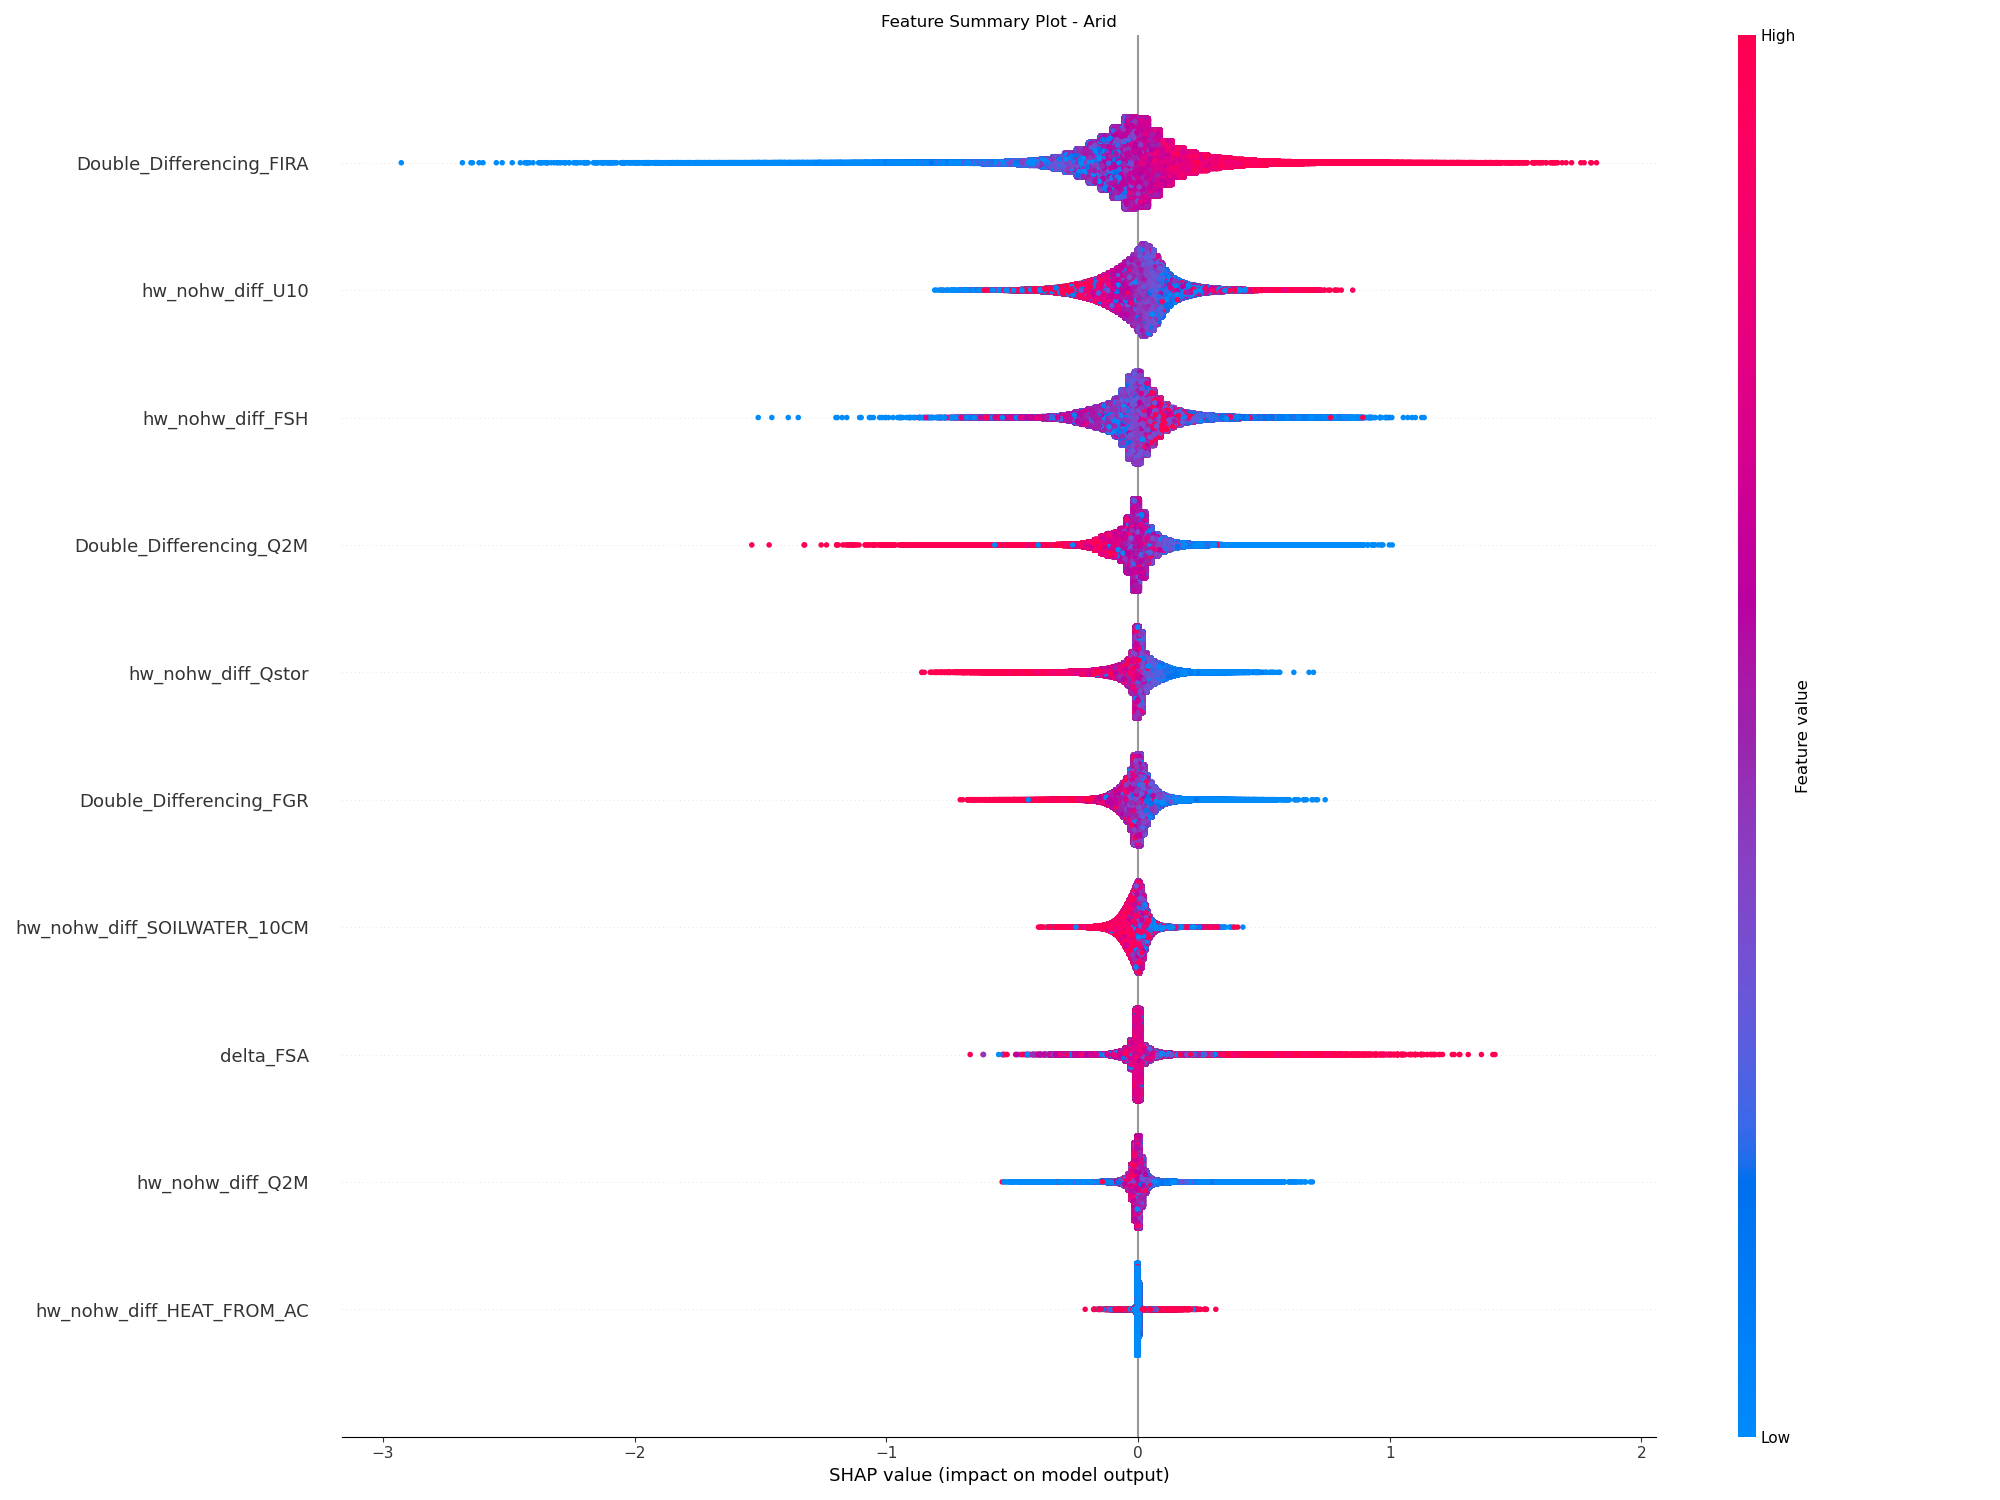 Feature Summary Plot - Arid
High
Double_Differencing_FIRA
hw_nohw_diff_U10
hw_nohw_diff_FSH
Double_Differencing_Q2M
hw_nohw_diff_Qstor
Feature value
Double_Differencing_FGR
hw_nohw_diff_SOILWATER_10CM
delta_FSA
hw_nohw_diff_Q2M
hw_nohw_diff_HEAT_FROM_AC
Low
−3 −2 −1 0 1 2
SHAP value (impact on model output)